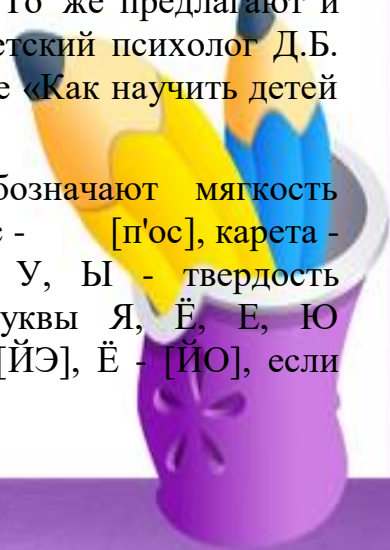 То же предлагают и
етский психолог Д.Б.
е «Как научить детей
бозначают мягкость
с - [п'ос], карета -
У, Ы - твердость
уквы Я, Ё, Е, Ю
[ЙЭ], Ё - [ЙО], если